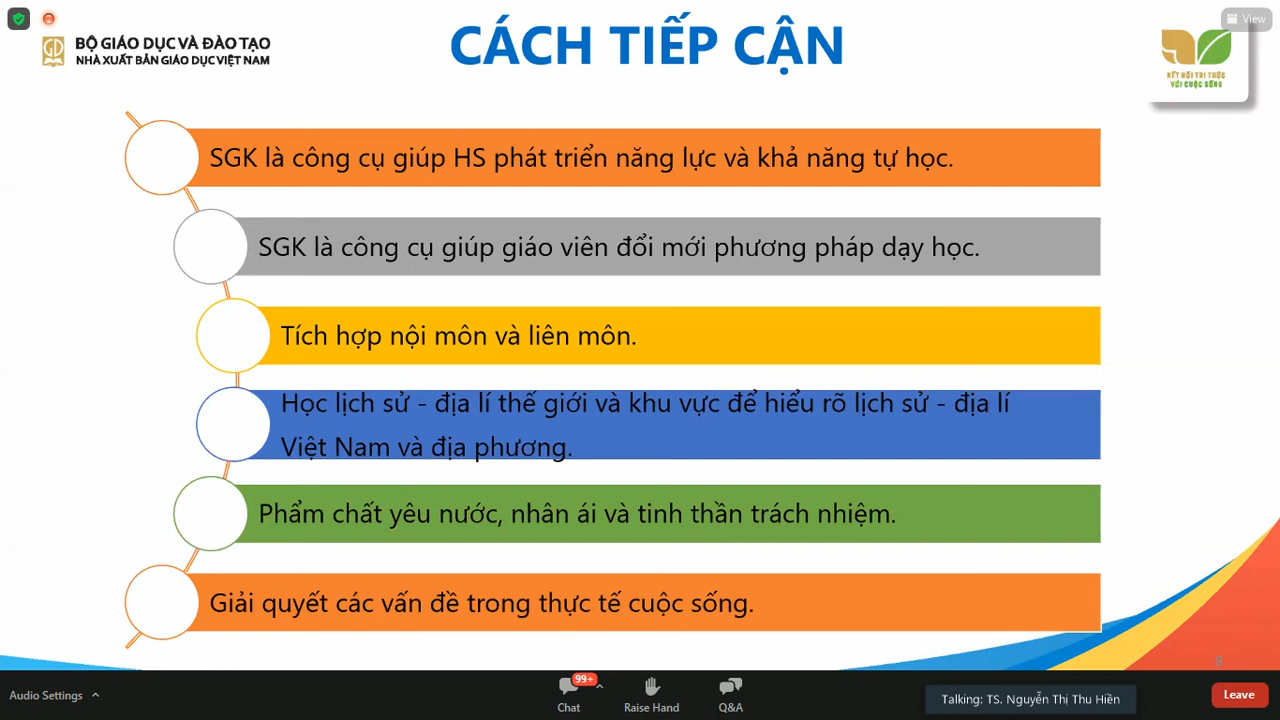 View
BỘ GIÁO DỤC VÀ ĐÀO TẠO
NHÀ XUẤT BẢN GIÁO DỤC VIỆT NAM
CÁCH TIẾP CẬN
KẾT NỐI TRI THỨC
VỚI CUỘC SỐNG
SGK là công cụ giúp HS phát triển năng lực và khả năng tự học.
SGK là công cụ giúp giáo viên đổi mới phương pháp dạy học.
Tích hợp nội môn và liên môn.
Học lịch sử - địa lí thế giới và khu vực để hiểu rõ lịch sử - địa lí
Việt Nam và địa phương.
Phẩm chất yêu nước, nhân ái và tinh thần trách nhiệm.
Giải quyết các vấn đề trong thực tế cuộc sống.
8
Audio Settings
99+
Chat
Raise Hand
Q&A
Talking: TS. Nguyễn Thị Thu Hiền
Leave